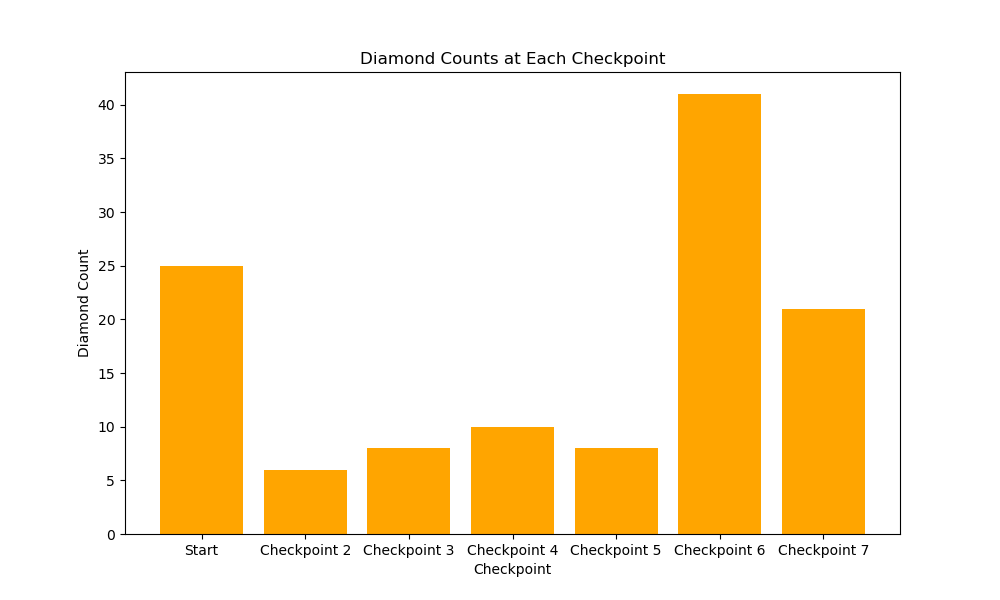 Diamond Counts at Each Checkpoint
Diamond Count
40
35
30
25
20
15
10
5
0
Start
Checkpoint 2
Checkpoint 3
Checkpoint 4
Checkpoint 5
Checkpoint 6
Checkpoint 7
Checkpoint